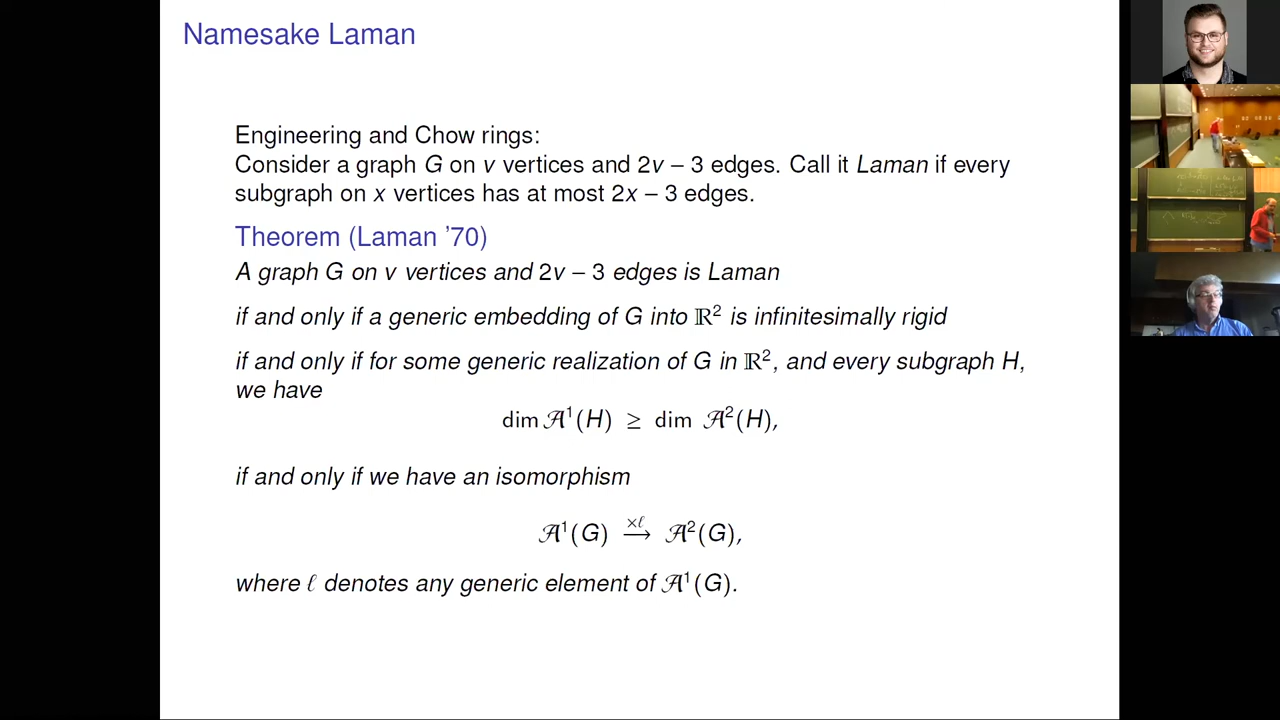 Namesake Laman
Engineering and Chow rings:
Consider a graph G on v vertices and 2v – 3 edges. Call it Laman if every
subgraph on x vertices has at most 2x – 3 edges.
Theorem (Laman '70)
A graph G on v vertices and 2v – 3 edges is Laman
if and only if a generic embedding of G into ℝ² is infinitesimally rigid
if and only if for some generic realization of G in ℝ², and every subgraph H,
we have
dim 𝒜¹(H) ≥ dim 𝒜²(H),
if and only if we have an isomorphism
𝒜¹(G) —×ℓ→ 𝒜²(G),
where ℓ denotes any generic element of 𝒜¹(G).